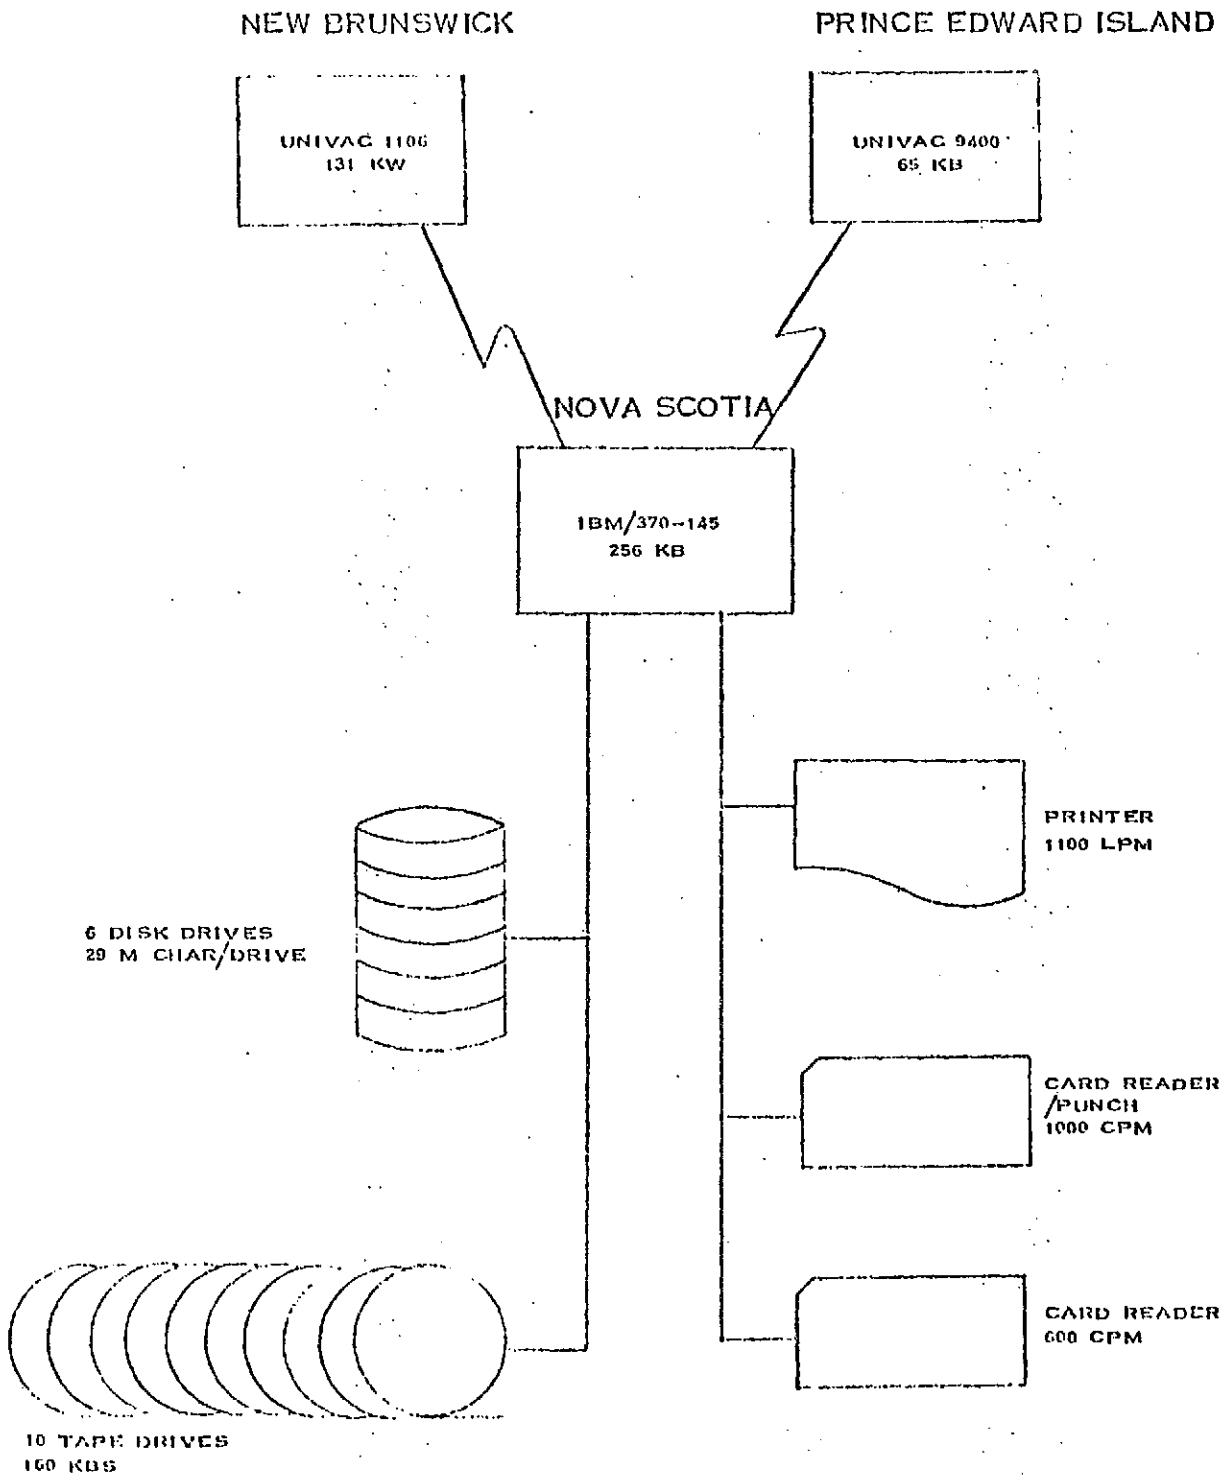 NEW BRUNSWICK
PRINCE EDWARD ISLAND
UNIVAC 1106
131 KW
UNIVAC 9400
65 KB
NOVA SCOTIA
IBM/370-145
256 KB
PRINTER
1100 LPM
6 DISK DRIVES
29 M CHAR/DRIVE
CARD READER
/PUNCH
1000 CPM
CARD READER
600 CPM
10 TAPE DRIVES
160 KBS